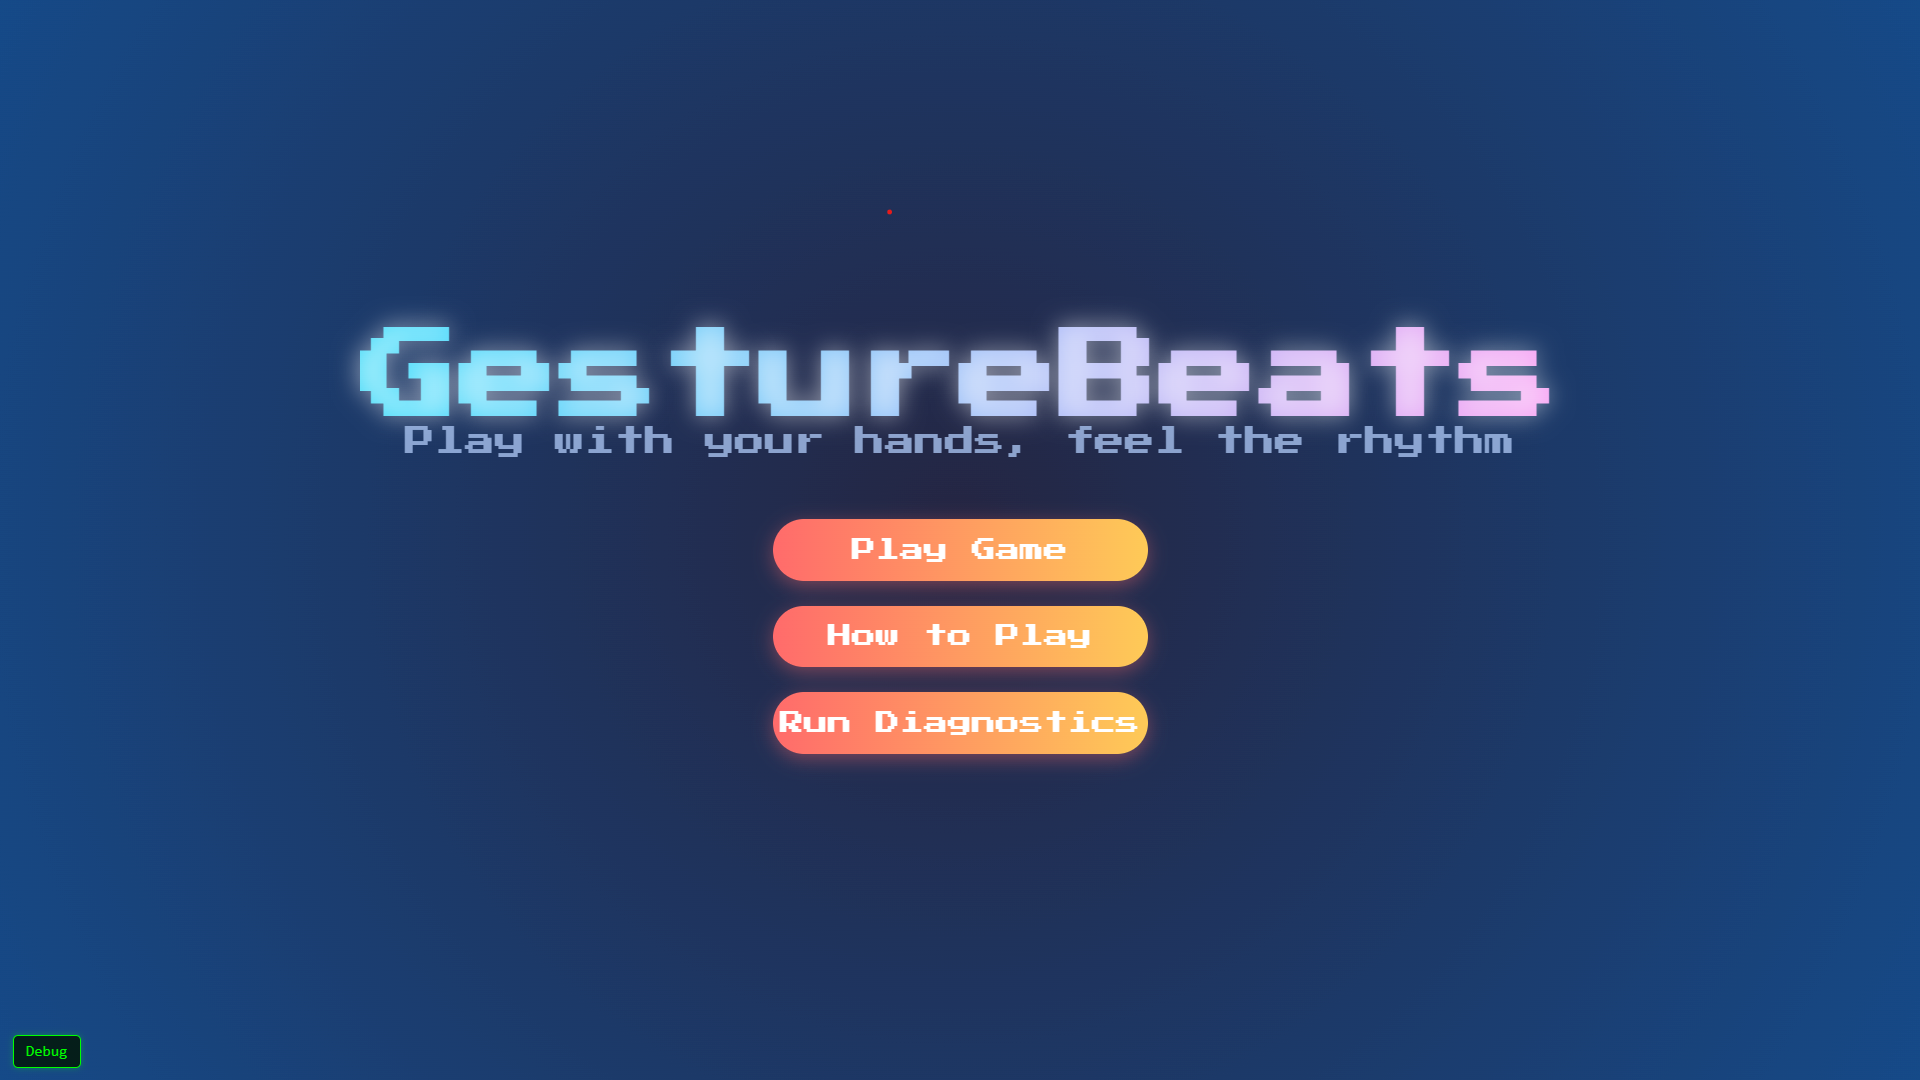 GestureBeats
Play with your hands, feel the rhythm
Play Game
How to Play
Run Diagnostics
Debug